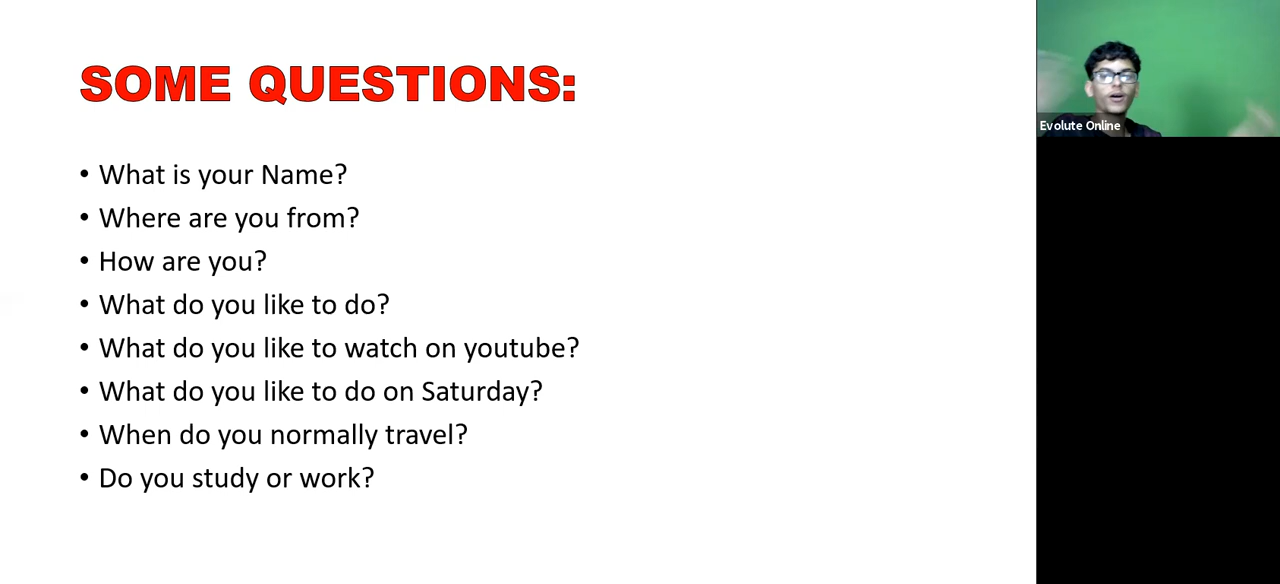 SOME QUESTIONS:
• What is your Name?
• Where are you from?
• How are you?
• What do you like to do?
• What do you like to watch on youtube?
• What do you like to do on Saturday?
• When do you normally travel?
• Do you study or work?
Evolute Online